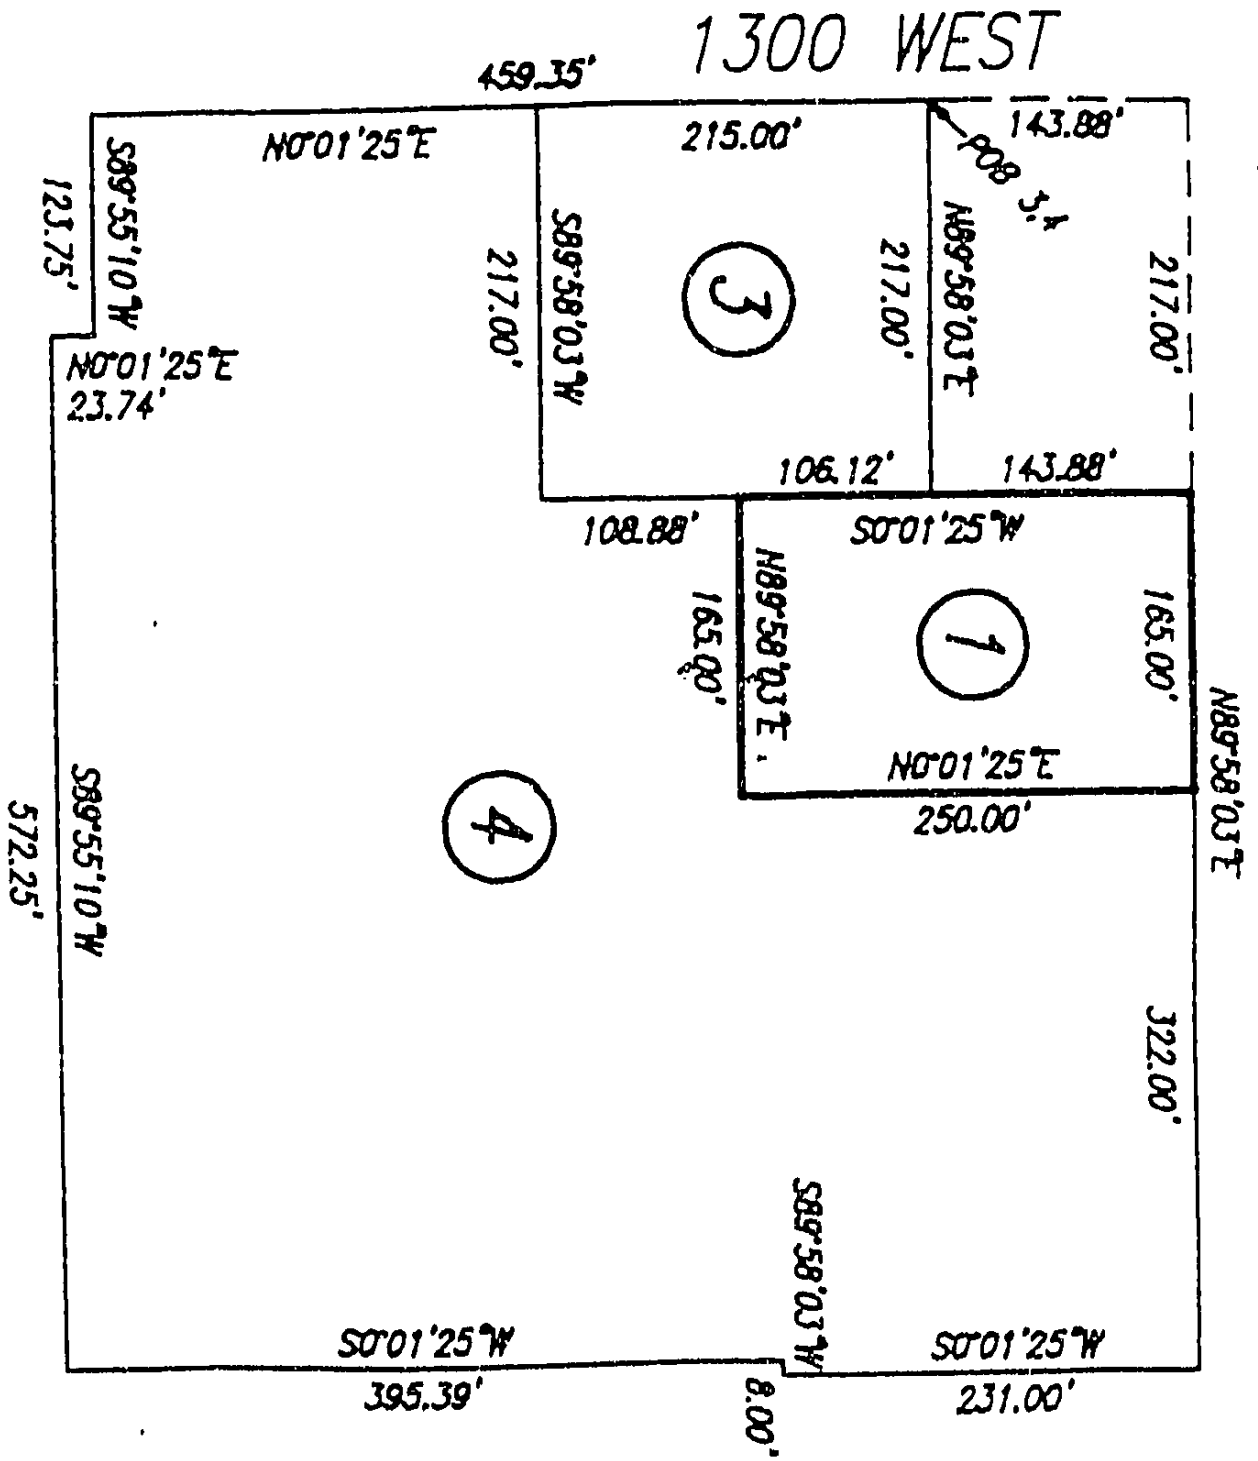 1300 WEST
459.35'
N0°01'25"E
215.00'
143.88'
POB 3,4
S89°55'10"W
123.75'
N0°01'25"E
23.74'
S89°58'03"W
217.00'
3
217.00'
N89°58'03"E
217.00'
106.12'
143.88'
108.88'
S0°01'25"W
N89°58'03"E
165.00'
1
165.00'
N0°01'25"E
250.00'
N89°58'03"E
4
S89°55'10"W
572.25'
322.00'
S89°58'03"W
8.00'
S0°01'25"W
395.39'
S0°01'25"W
231.00'